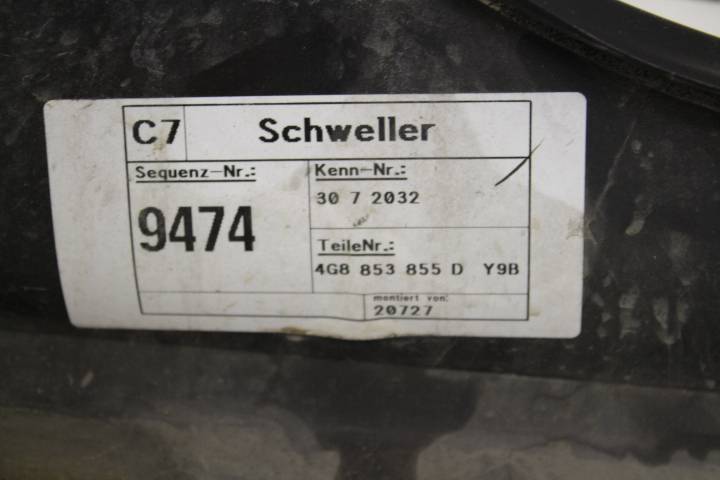 C7 Schweller
Sequenz-Nr.:
9474
Kenn-Nr.:
30 7 2032
TeileNr.:
4G8 853 855 D Y9B
montiert von:
20727